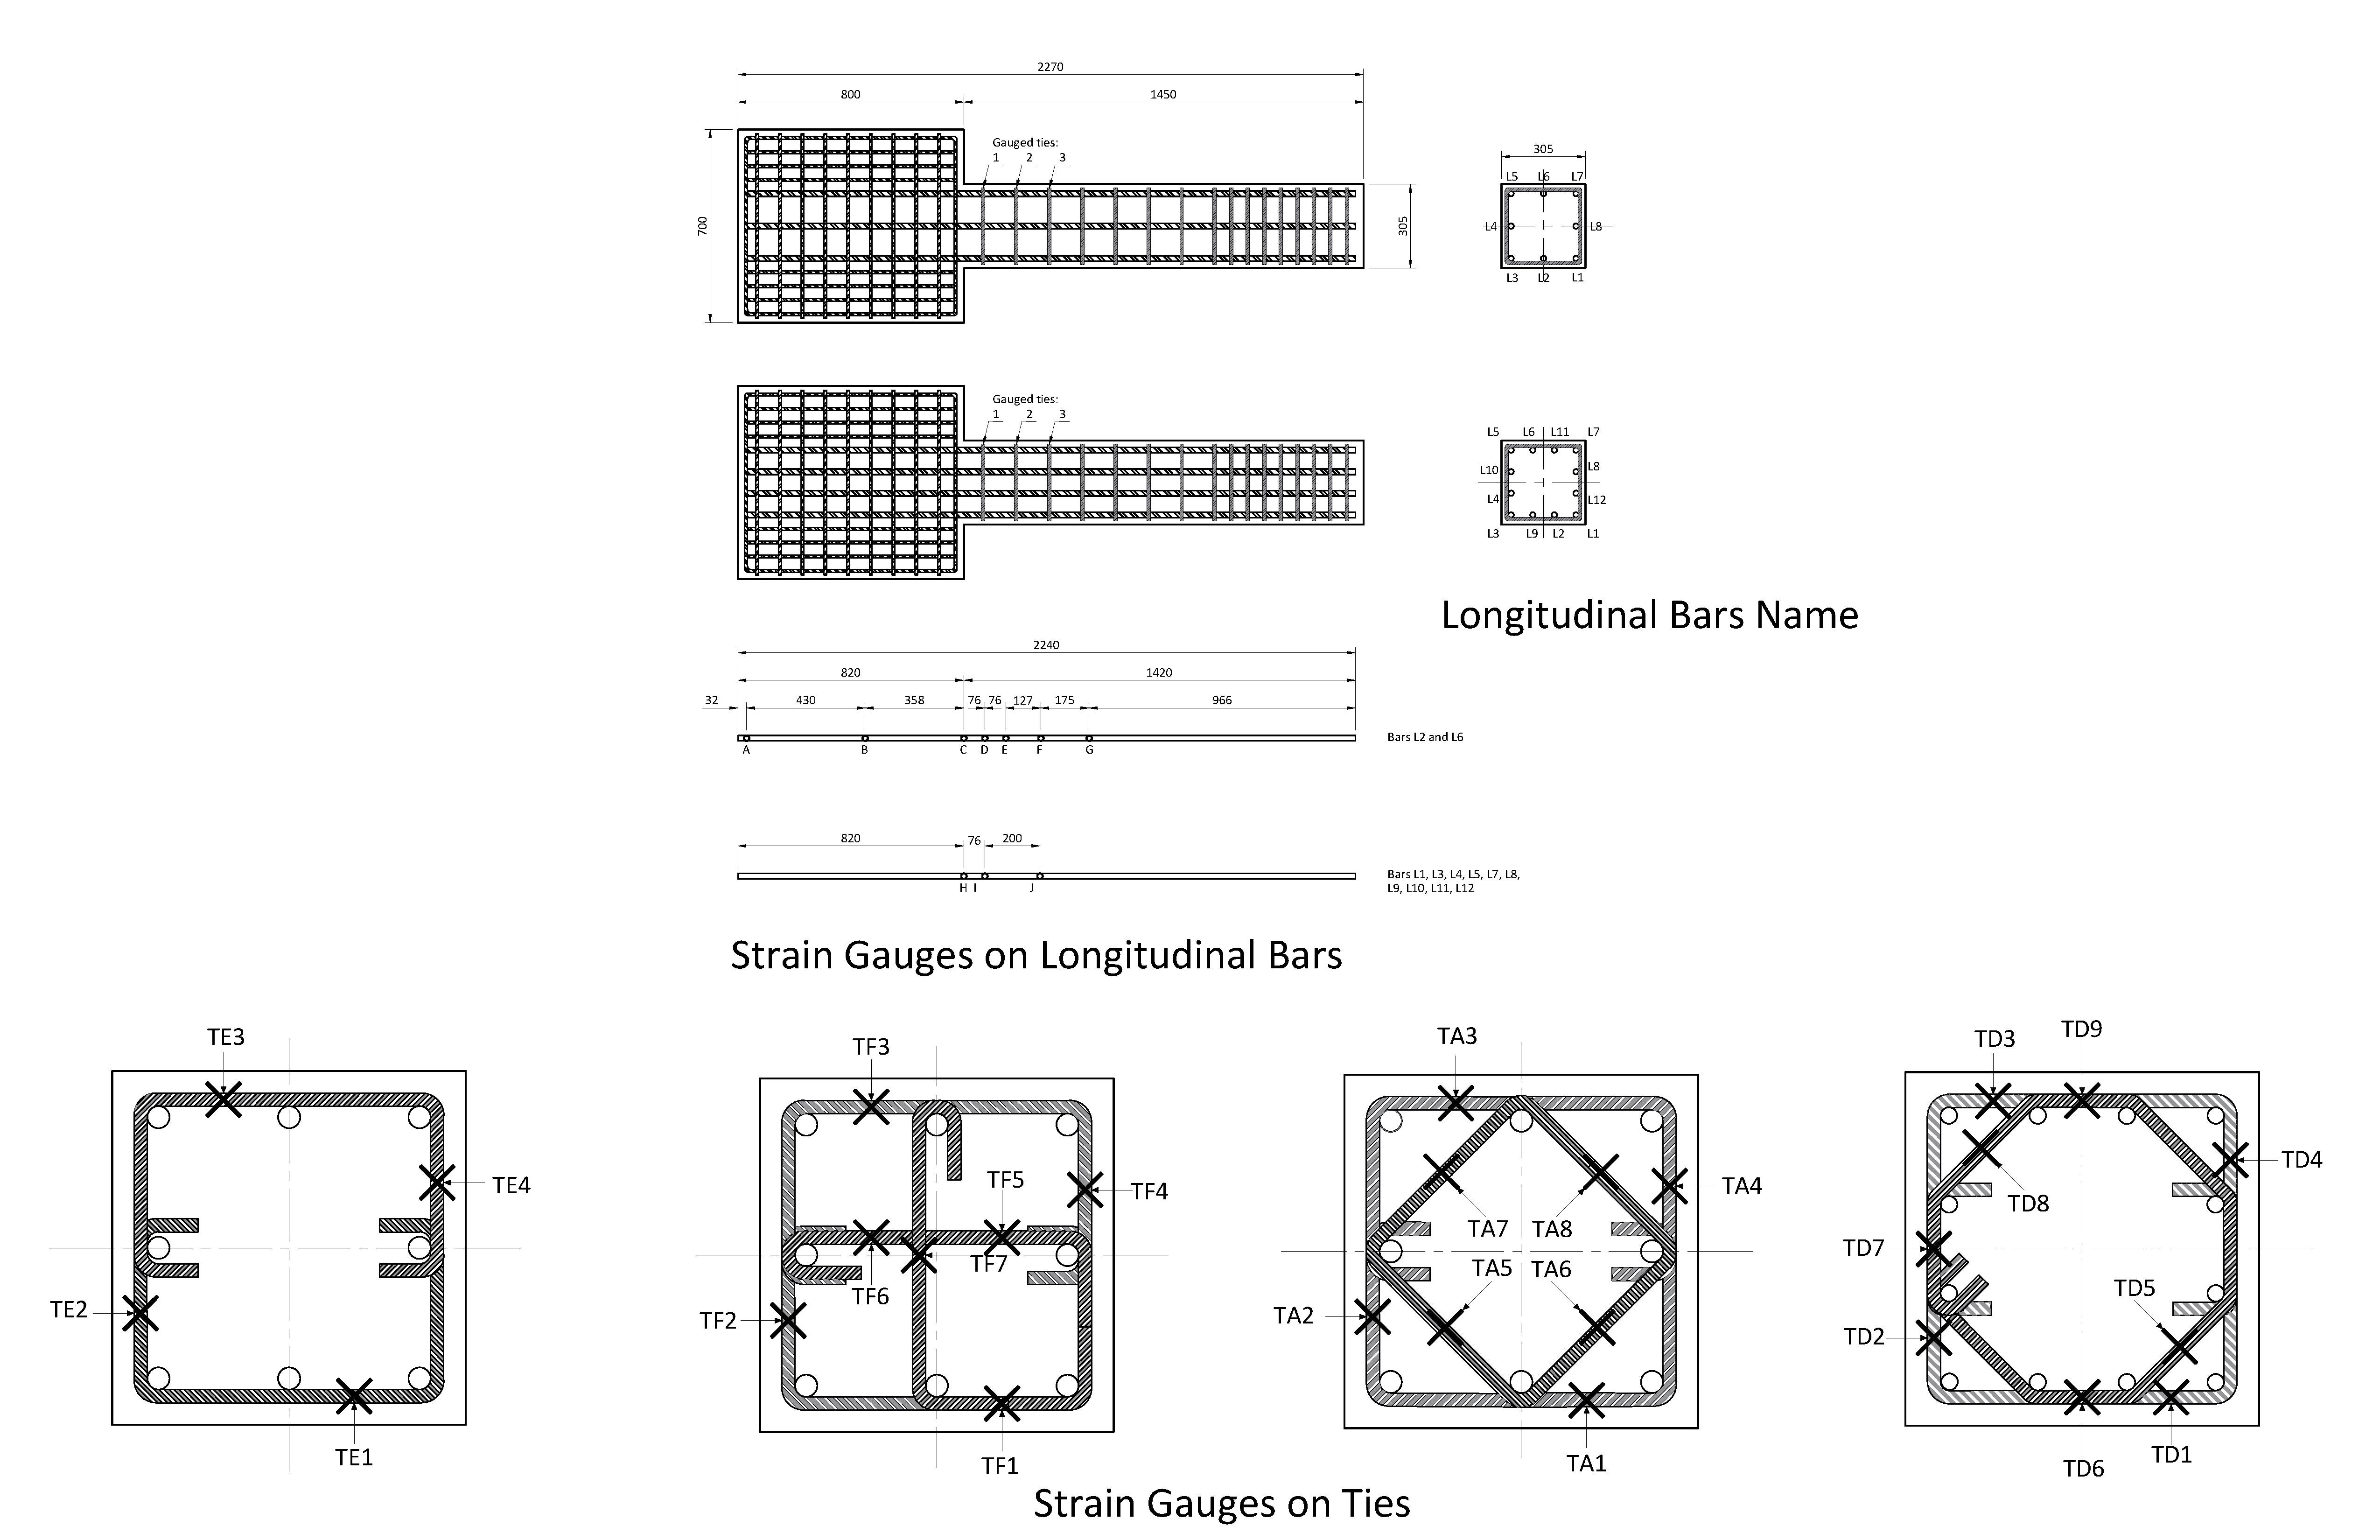 2270
800
1450
Gauged ties:
1
2
3
700
305
305
L5
L6
L7
L4
L8
L3
L2
L1
Gauged ties:
1
2
3
L5
L6
L11
L7
L10
L8
L4
L12
L3
L9
L2
L1
Longitudinal Bars Name
2240
820
1420
32
430
358
76
76
127
175
966
A
B
C
D
E
F
G
Bars L2 and L6
820
76
200
H
I
J
Bars L1, L3, L4, L5, L7, L8,
L9, L10, L11, L12
Strain Gauges on Longitudinal Bars
TE3
TE4
TE2
TE1
TF3
TF5
TF4
TF7
TF6
TF2
TF1
TA3
TA4
TA7
TA8
TA5
TA6
TA2
TA1
TD3
TD9
TD4
TD8
TD7
TD5
TD2
TD1
TD6
Strain Gauges on Ties